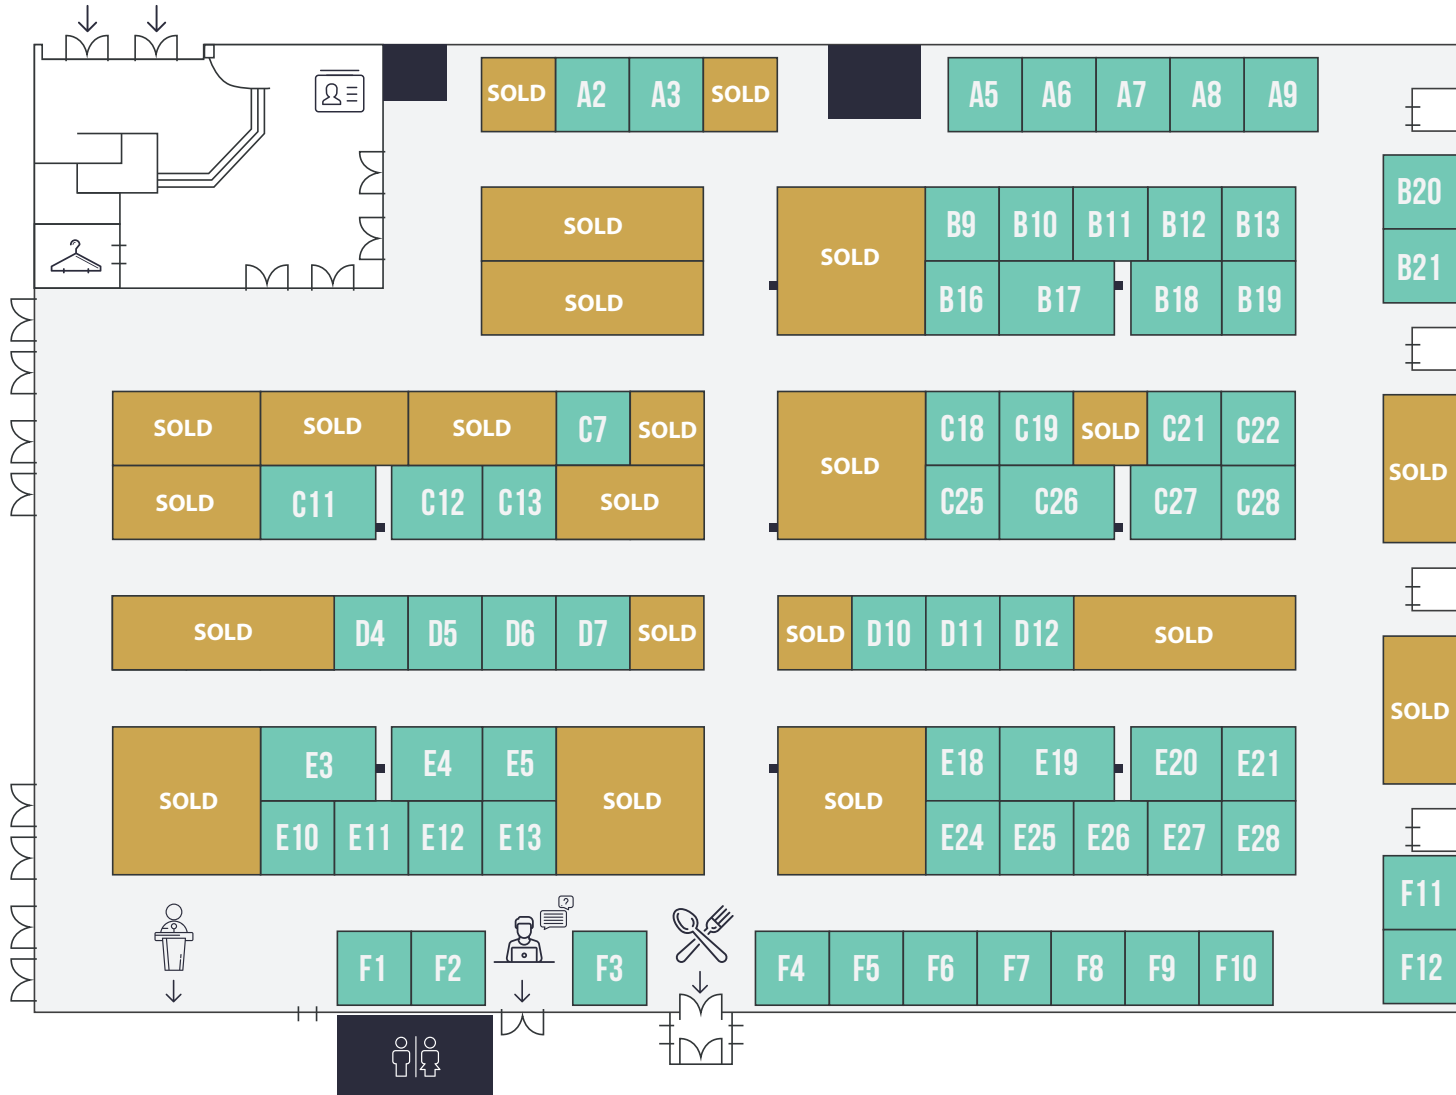 SOLD A2 A3 SOLD A5 A6 A7 A8 A9
B20
SOLD B9 B10 B11 B12 B13
SOLD
B21
SOLD B16 B17 B18 B19
SOLD SOLD SOLD C7 SOLD C18 C19 SOLD C21 C22
SOLD SOLD
SOLD C11 C12 C13 SOLD C25 C26 C27 C28
SOLD D4 D5 D6 D7 SOLD SOLD D10 D11 D12 SOLD
SOLD
E3 E4 E5 E18 E19 E20 E21
SOLD SOLD SOLD
E10 E11 E12 E13 E24 E25 E26 E27 E28
F11
?
F1 F2 F3 F4 F5 F6 F7 F8 F9 F10 F12